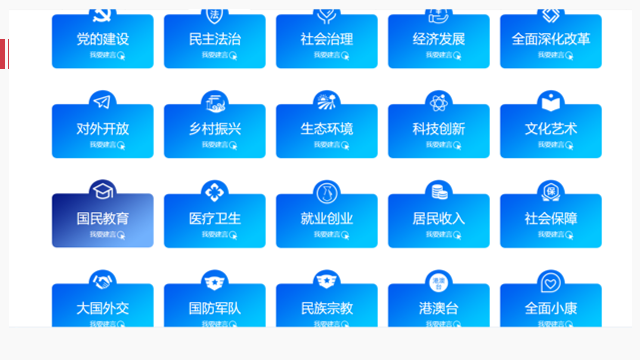 党的建设 民主法治 社会治理 经济发展 全面深化改革
我要建言 我要建言 我要建言 我要建言 我要建言
对外开放 乡村振兴 生态环境 科技创新 文化艺术
我要建言 我要建言 我要建言 我要建言 我要建言
国民教育 医疗卫生 就业创业 居民收入 社会保障
我要建言 我要建言 我要建言 我要建言 我要建言
大国外交 国防军队 民族宗教 港澳台 全面小康
我要建言 我要建言 我要建言 我要建言 我要建言